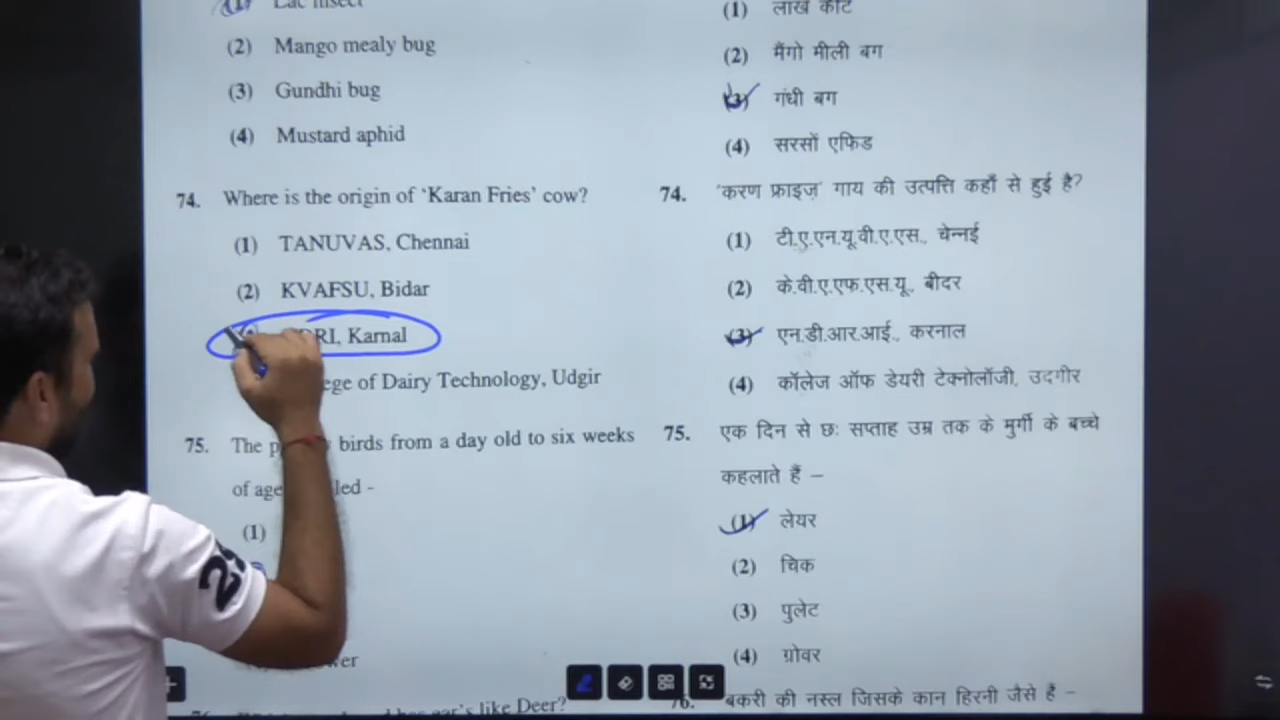 Lac insect
(2) Mango mealy bug
(3) Gundhi bug
(4) Mustard aphid
74. Where is the origin of ‘Karan Fries’ cow?
(1) TANUVAS, Chennai
(2) KVAFSU, Bidar
DRI, Karnal
ege of Dairy Technology, Udgir
75. The birds from a day old to six weeks
of age led -
(1)
(1) लाख कीट
(2) मैंगो मीली बग
(3) गंधी बग
(4) सरसों एफिड
74. ‘करण फ्राइज़’ गाय की उत्पत्ति कहाँ से हुई है?
(1) टी.ए.एन.यू.वी.ए.एस., चेन्नई
(2) के.वी.ए.एफ.एस.यू., बीदर
(3) एन.डी.आर.आई., करनाल
(4) कॉलेज ऑफ डेयरी टेक्नोलॉजी, उदगीर
75. एक दिन से छः सप्ताह उम्र तक के मुर्गी के बच्चे
कहलाते हैं –
(1) लेयर
(2) चिक
(3) पुलेट
(4) ग्रोवर
76. बकरी की नस्ल जिसके कान हिरनी जैसे हैं –
like Deer?